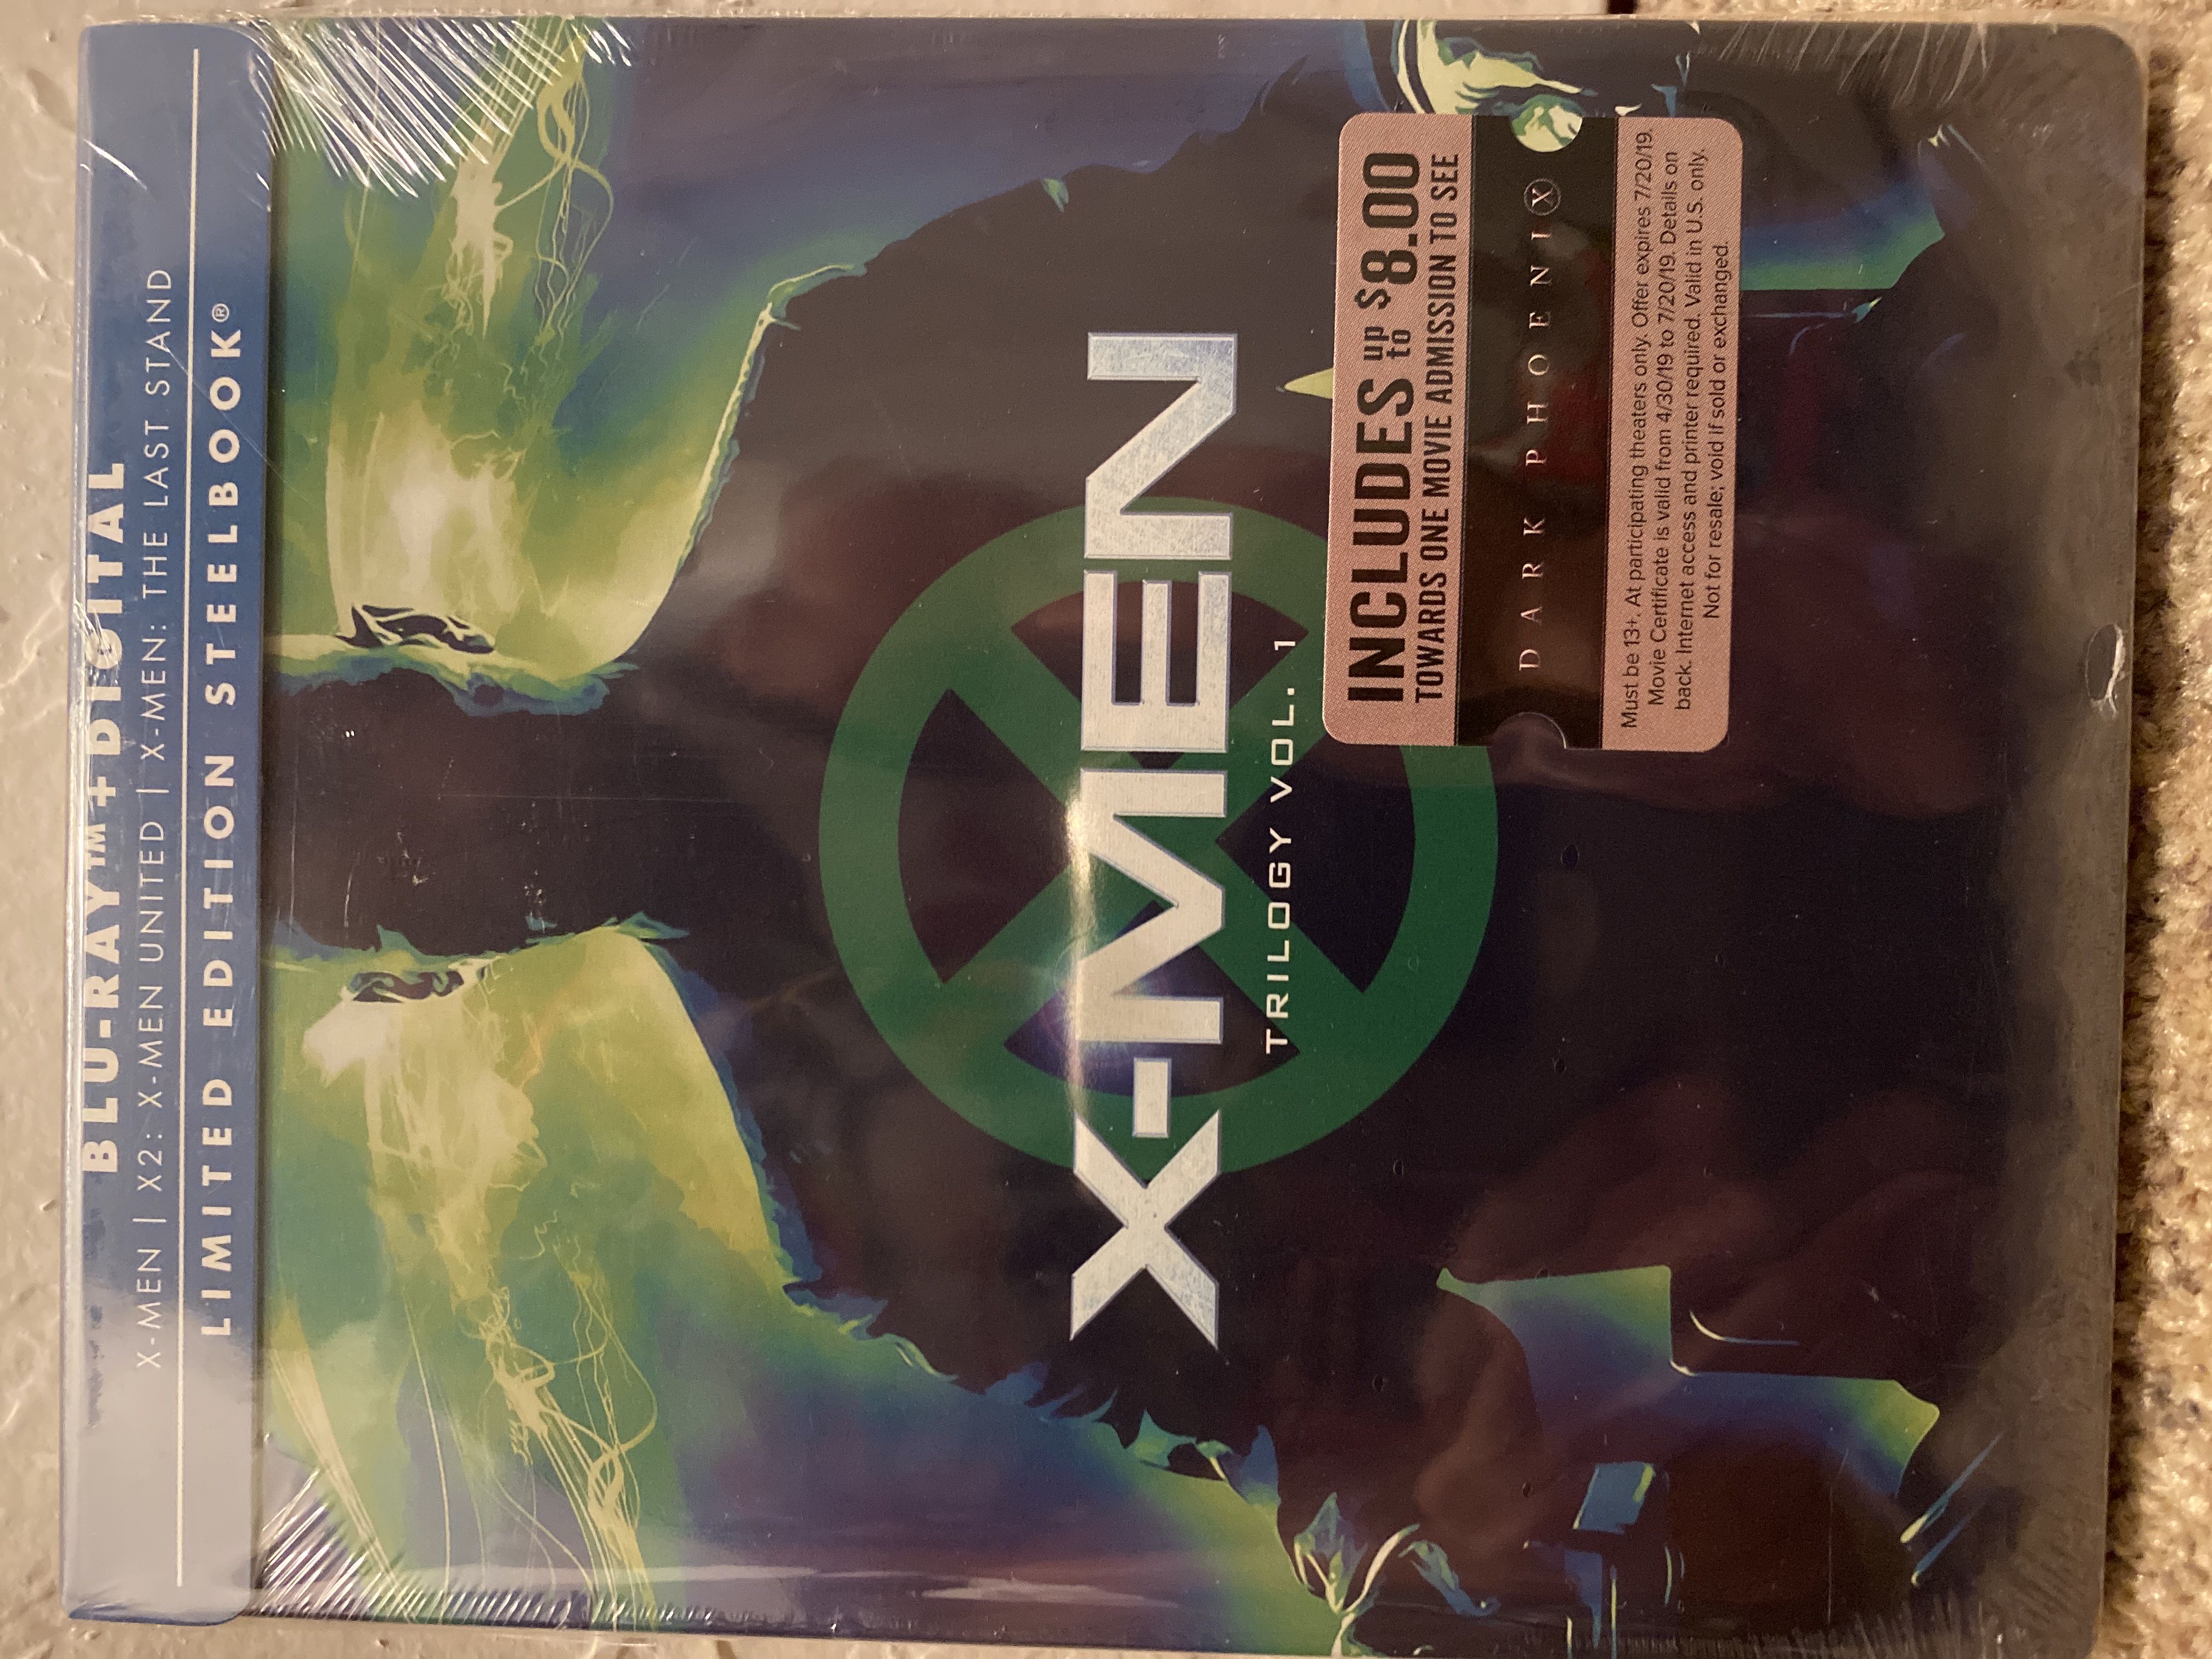 BLU-RAY™+DIGITAL
X-MEN | X2: X-MEN UNITED | X-MEN: THE LAST STAND
LIMITED EDITION STEELBOOK®
X-MEN
TRILOGY VOL. 1
INCLUDES up to $8.00
TOWARDS ONE MOVIE ADMISSION TO SEE
DARK PHOENIX
Must be 13+. At participating theaters only. Offer expires 7/20/19.
Movie Certificate is valid from 4/30/19 to 7/20/19. Details on
back. Internet access and printer required. Valid in U.S. only.
Not for resale; void if sold or exchanged.